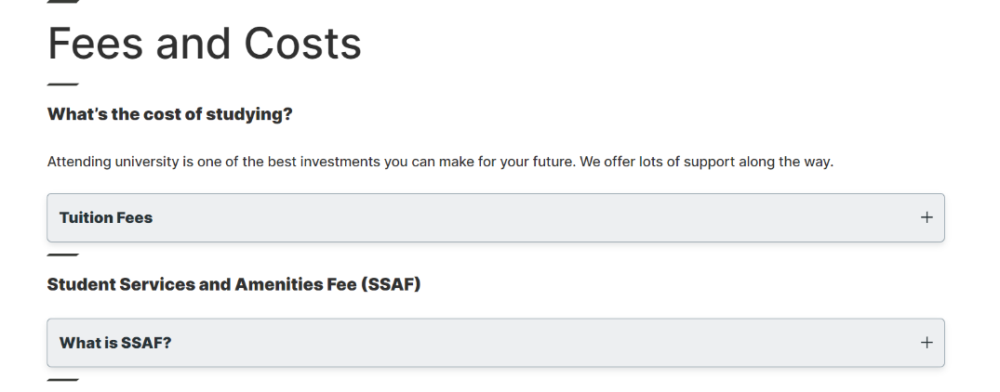 Fees and Costs
What's the cost of studying?
Attending university is one of the best investments you can make for your future. We offer lots of support along the way.
Tuition Fees
Student Services and Amenities Fee (SSAF)
What is SSAF?